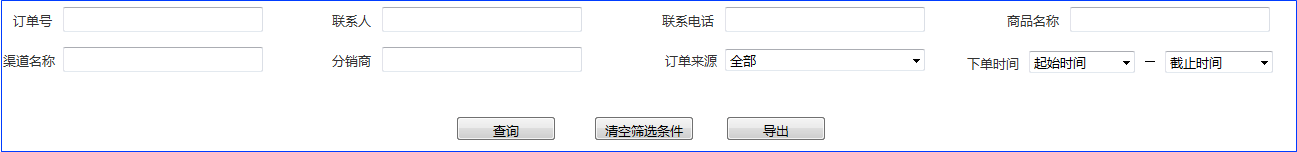 订单号 联系人 联系电话 商品名称
渠道名称 分销商 订单来源 全部 下单时间 起始时间 — 截止时间
查询 清空筛选条件 导出